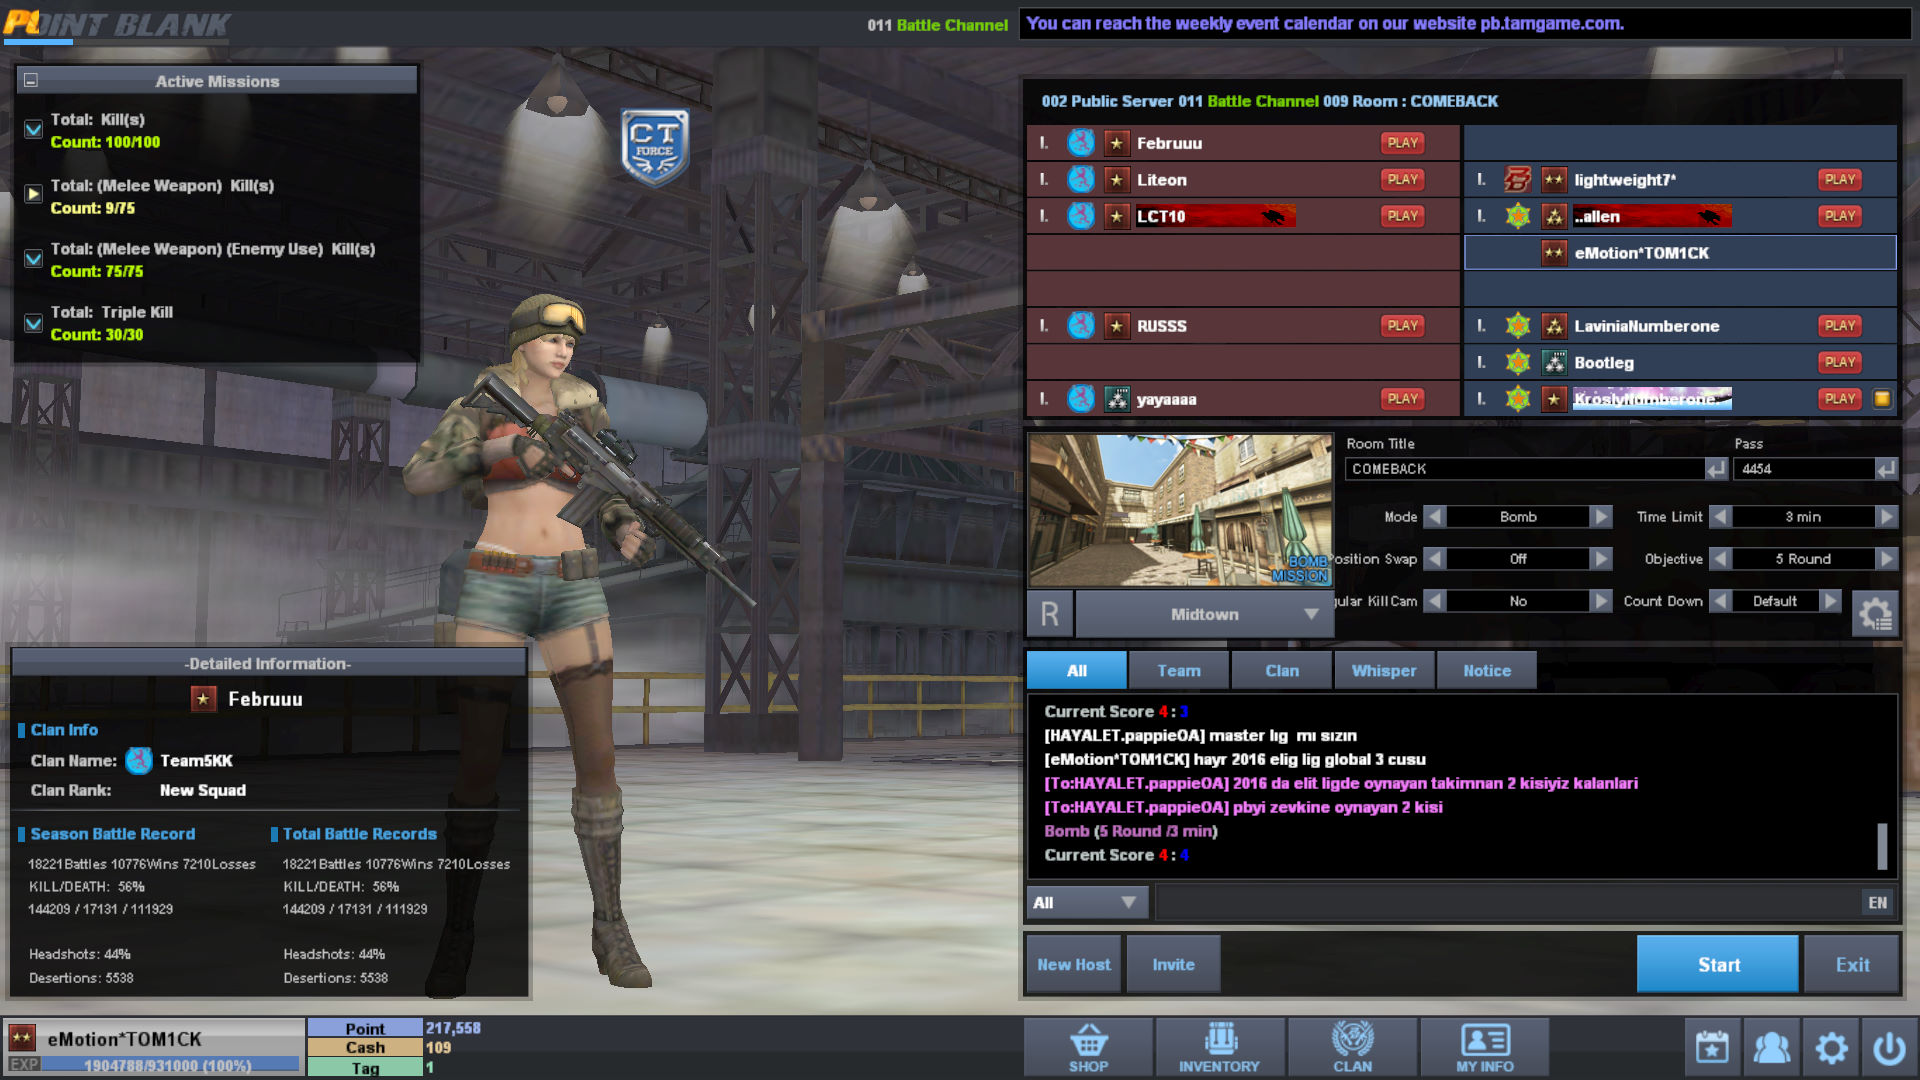 POINT BLANK
011 Battle Channel
You can reach the weekly event calendar on our website pb.tamgame.com.
Active Missions
Total: Kill(s)
Count: 100/100
Total: (Melee Weapon) Kill(s)
Count: 9/75
Total: (Melee Weapon) (Enemy Use) Kill(s)
Count: 75/75
Total: Triple Kill
Count: 30/30
CT
FORCE
002 Public Server 011 Battle Channel 009 Room : COMEBACK
I. Februuu PLAY
I. Liteon PLAY
I. lightweight7* PLAY
I. LCT10 PLAY
I. ..allen PLAY
eMotion*TOM1CK
I. RUSSS PLAY
I. LaviniaNumberone PLAY
I. Bootleg PLAY
I. yayaaaa PLAY
I. KroslyNumberone. PLAY
Room Title
Pass
COMEBACK
4454
Mode Bomb
Time Limit 3 min
osition Swap Off
Objective 5 Round
gular Kill Cam No
Count Down Default
BOMB
MISSION
R
Midtown
All Team Clan Whisper Notice
Current Score 4 : 3
[HAYALET.pappieOA] master lıg mı sızın
[eMotion*TOM1CK] hayr 2016 elig lig global 3 cusu
[To:HAYALET.pappieOA] 2016 da elit ligde oynayan takimnan 2 kisiyiz kalanlari
[To:HAYALET.pappieOA] pbyi zevkine oynayan 2 kisi
Bomb (5 Round /3 min)
Current Score 4 : 4
All
EN
New Host
Invite
Start
Exit
-Detailed Information-
Februuu
Clan Info
Clan Name: Team5KK
Clan Rank: New Squad
Season Battle Record
Total Battle Records
18221Battles 10776Wins 7210Losses
18221Battles 10776Wins 7210Losses
KILL/DEATH: 56%
KILL/DEATH: 56%
144209 / 17131 / 111929
144209 / 17131 / 111929
Headshots: 44%
Headshots: 44%
Desertions: 5538
Desertions: 5538
eMotion*TOM1CK
EXP 1904788/931000 (100%)
Point 217,558
Cash 109
Tag 1
SHOP
INVENTORY
CLAN
MY INFO